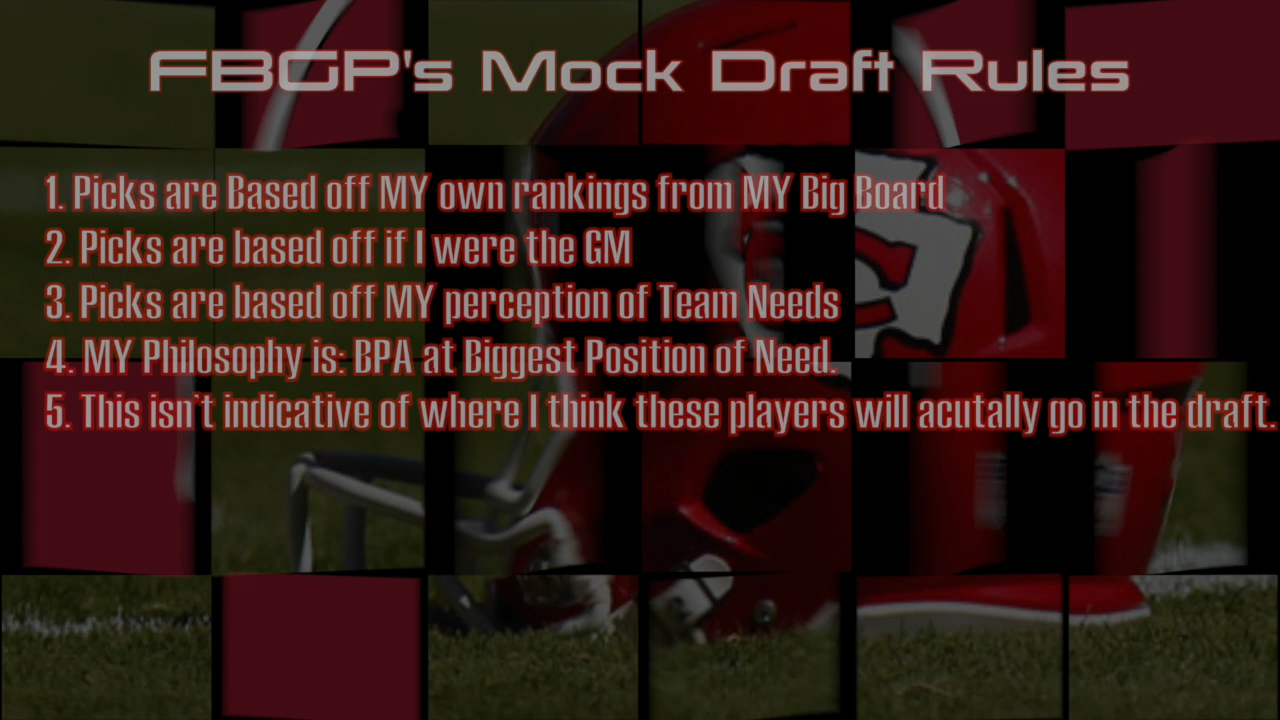 FBGP's Mock Draft Rules
1. Picks are Based off MY own rankings from MY Big Board
2. Picks are based off if I were the GM
3. Picks are based off MY perception of Team Needs
4. MY Philosophy is: BPA at Biggest Position of Need.
5. This isn't indicative of where I think these players will acutally go in the draft.